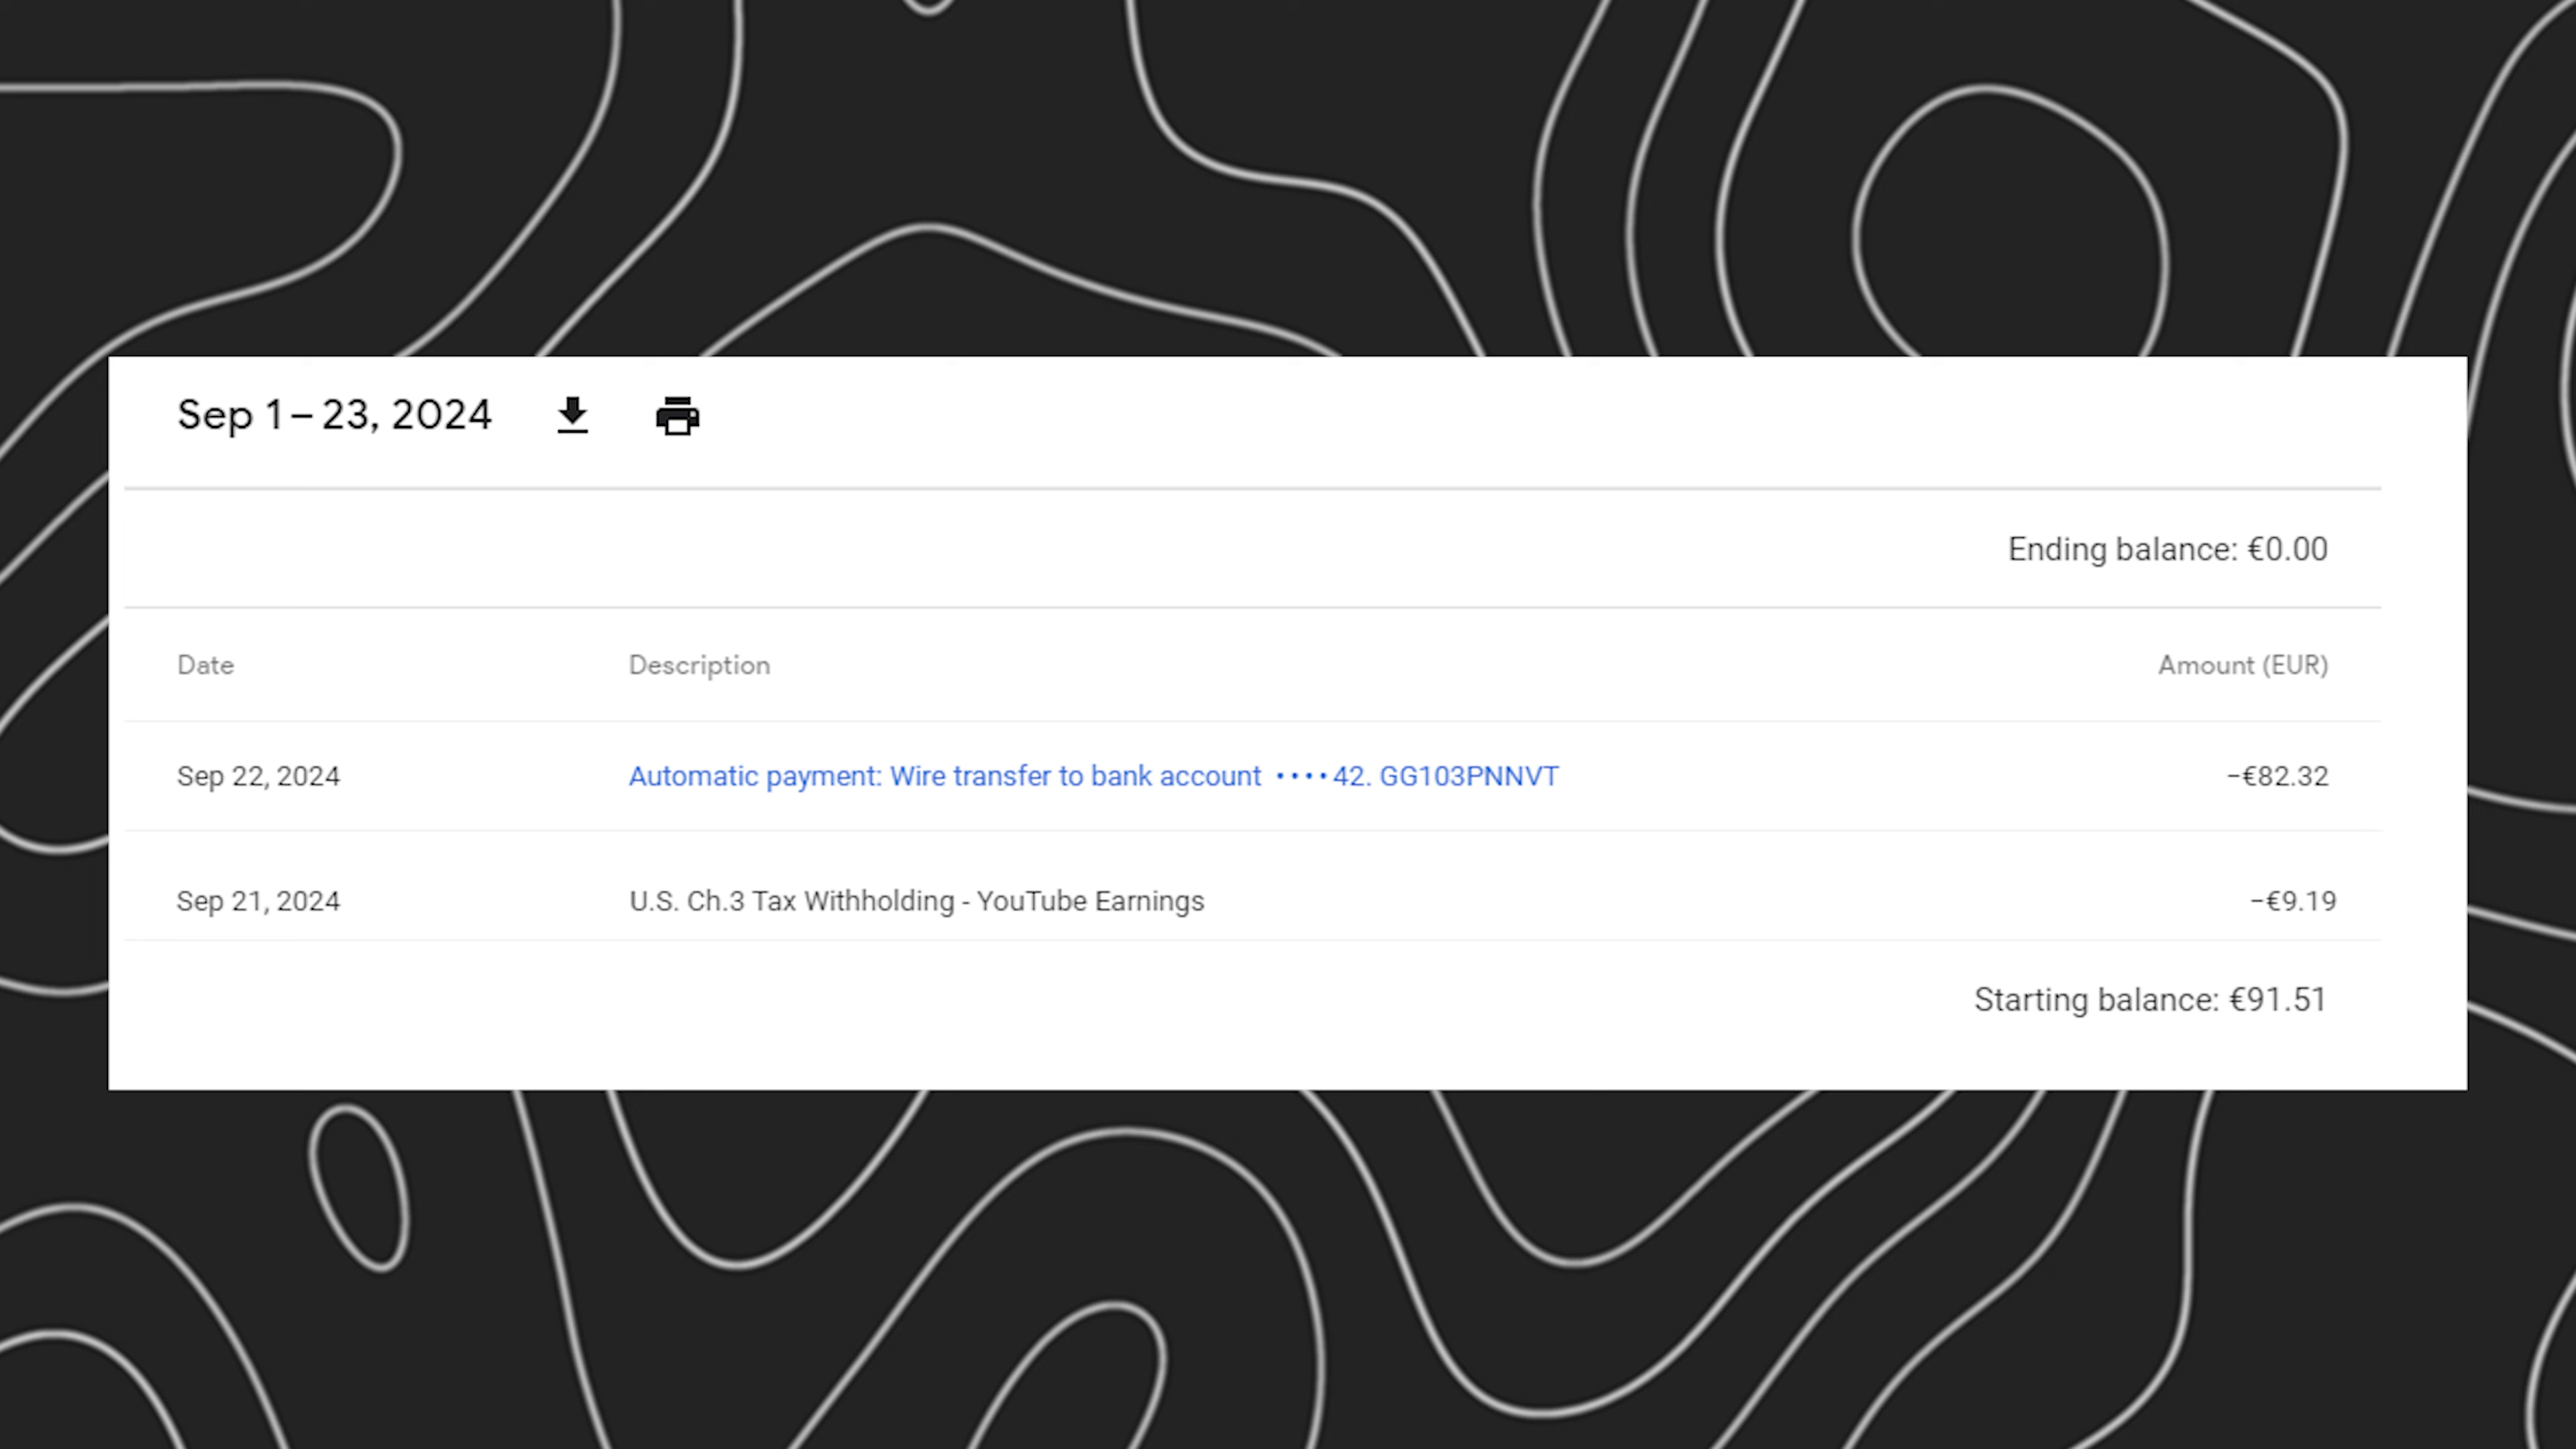 Sep 1 – 23, 2024
Ending balance: €0.00
Date Description Amount (EUR)
Sep 22, 2024 Automatic payment: Wire transfer to bank account ••••42. GG103PNNVT −€82.32
Sep 21, 2024 U.S. Ch.3 Tax Withholding - YouTube Earnings −€9.19
Starting balance: €91.51